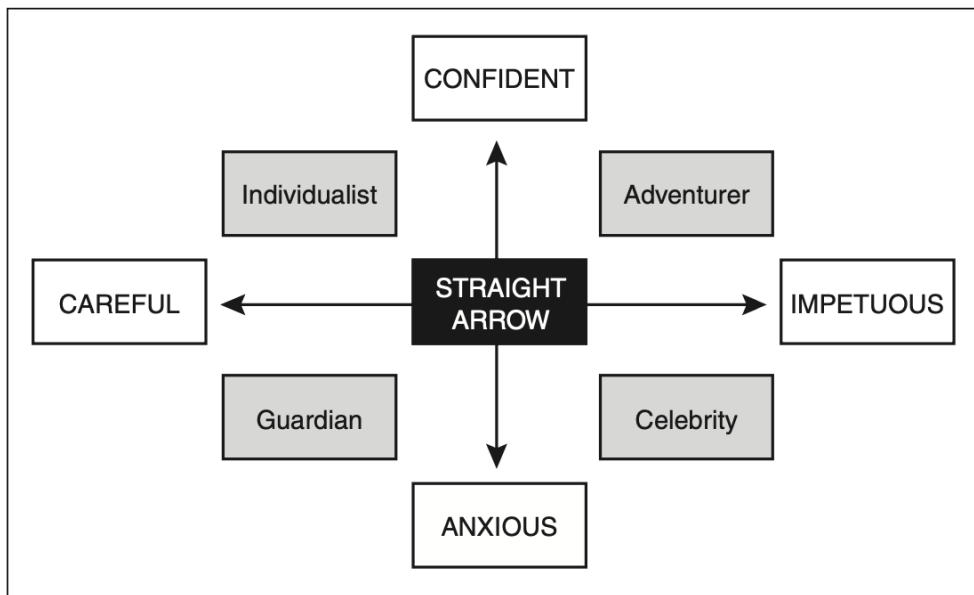 CONFIDENT
Individualist
Adventurer
CAREFUL
STRAIGHT
ARROW
IMPETUOUS
Guardian
Celebrity
ANXIOUS